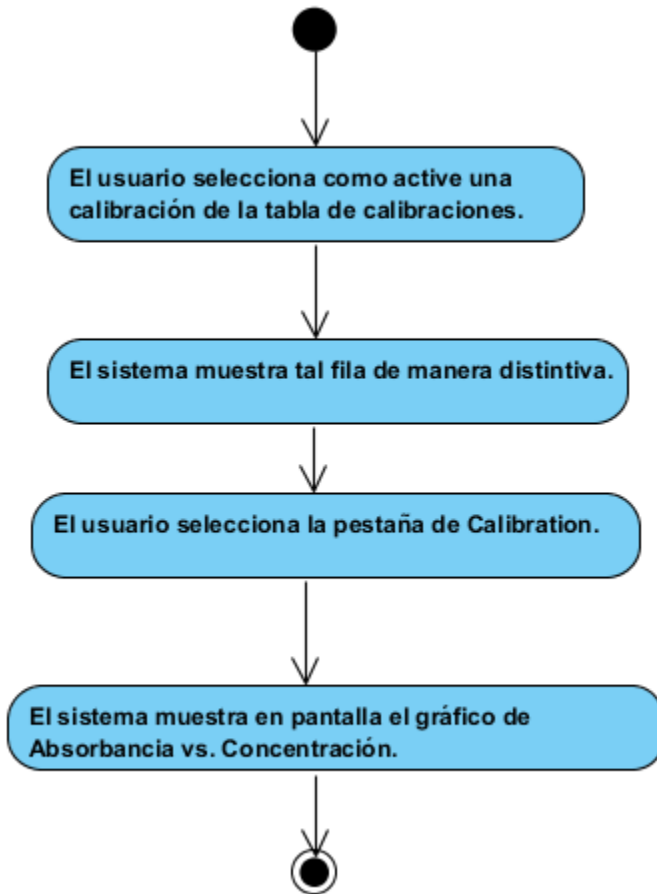 El usuario selecciona como active una
calibración de la tabla de calibraciones.
El sistema muestra tal fila de manera distintiva.
El usuario selecciona la pestaña de Calibration.
El sistema muestra en pantalla el gráfico de
Absorbancia vs. Concentración.